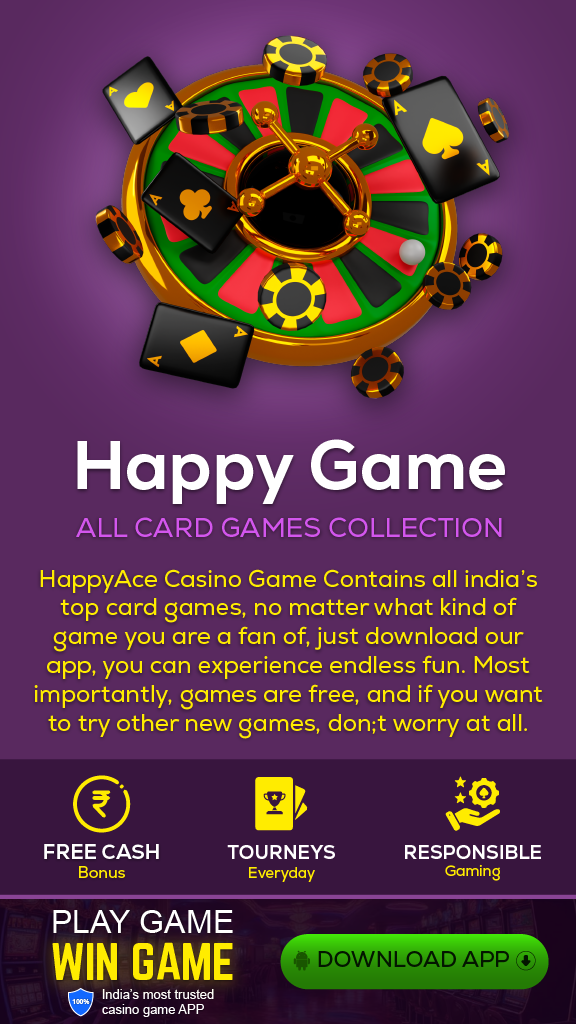 A
A
A
A
A
A
A
A
Happy Game
ALL CARD GAMES COLLECTION
HappyAce Casino Game Contains all india's
top card games, no matter what kind of
game you are a fan of, just download our
app, you can experience endless fun. Most
importantly, games are free, and if you want
to try other new games, don;t worry at all.
₹
FREE CASH
Bonus
TOURNEYS
Everyday
RESPONSIBLE
Gaming
PLAY GAME
WIN GAME
100%
India's most trusted
casino game APP
DOWNLOAD APP